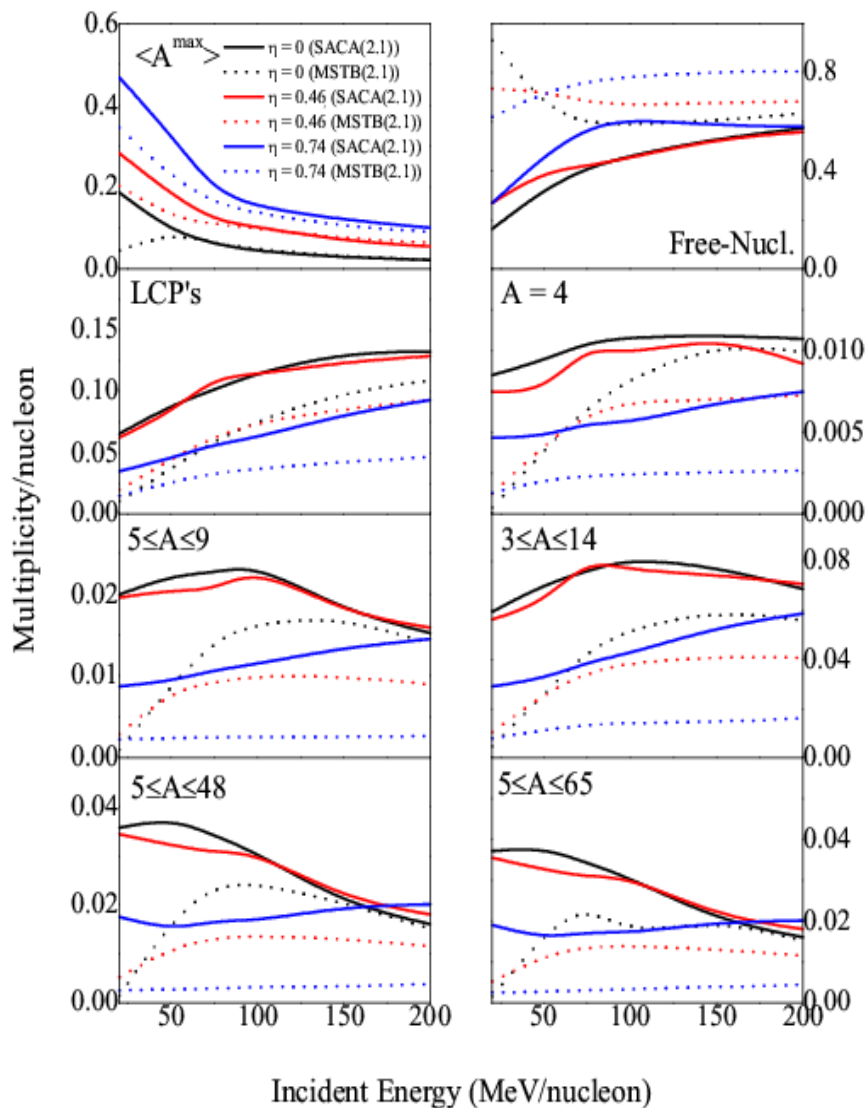 0.6
<A^max>
η = 0 (SACA(2.1))
η = 0 (MSTB(2.1))
η = 0.46 (SACA(2.1))
η = 0.46 (MSTB(2.1))
η = 0.74 (SACA(2.1))
η = 0.74 (MSTB(2.1))
0.4
0.2
0.0
0.8
0.4
Free-Nucl.
0.0
LCP's
0.15
0.10
0.05
0.00
A = 4
0.010
0.005
0.000
5≤A≤9
0.02
0.01
0.00
3≤A≤14
0.08
0.04
0.00
5≤A≤48
0.04
0.02
0.00
50 100 150 200
5≤A≤65
0.04
0.02
0.00
50 100 150 200
Multiplicity/nucleon
Incident Energy (MeV/nucleon)